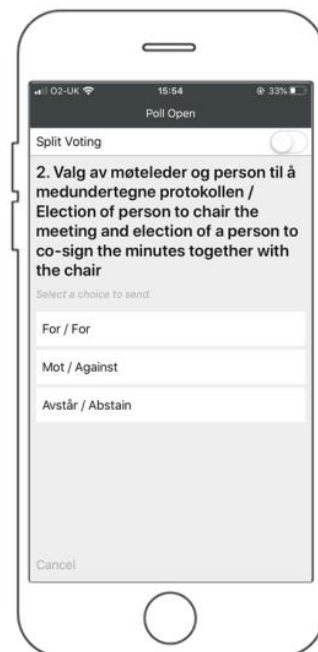 O2-UK 15:54 33%
Poll Open
Split Voting
2. Valg av møteleder og person til å
medundertegne protokollen /
Election of person to chair the
meeting and election of a person to
co-sign the minutes together with
the chair
Select a choice to send.
For / For
Mot / Against
Avstår / Abstain
Cancel